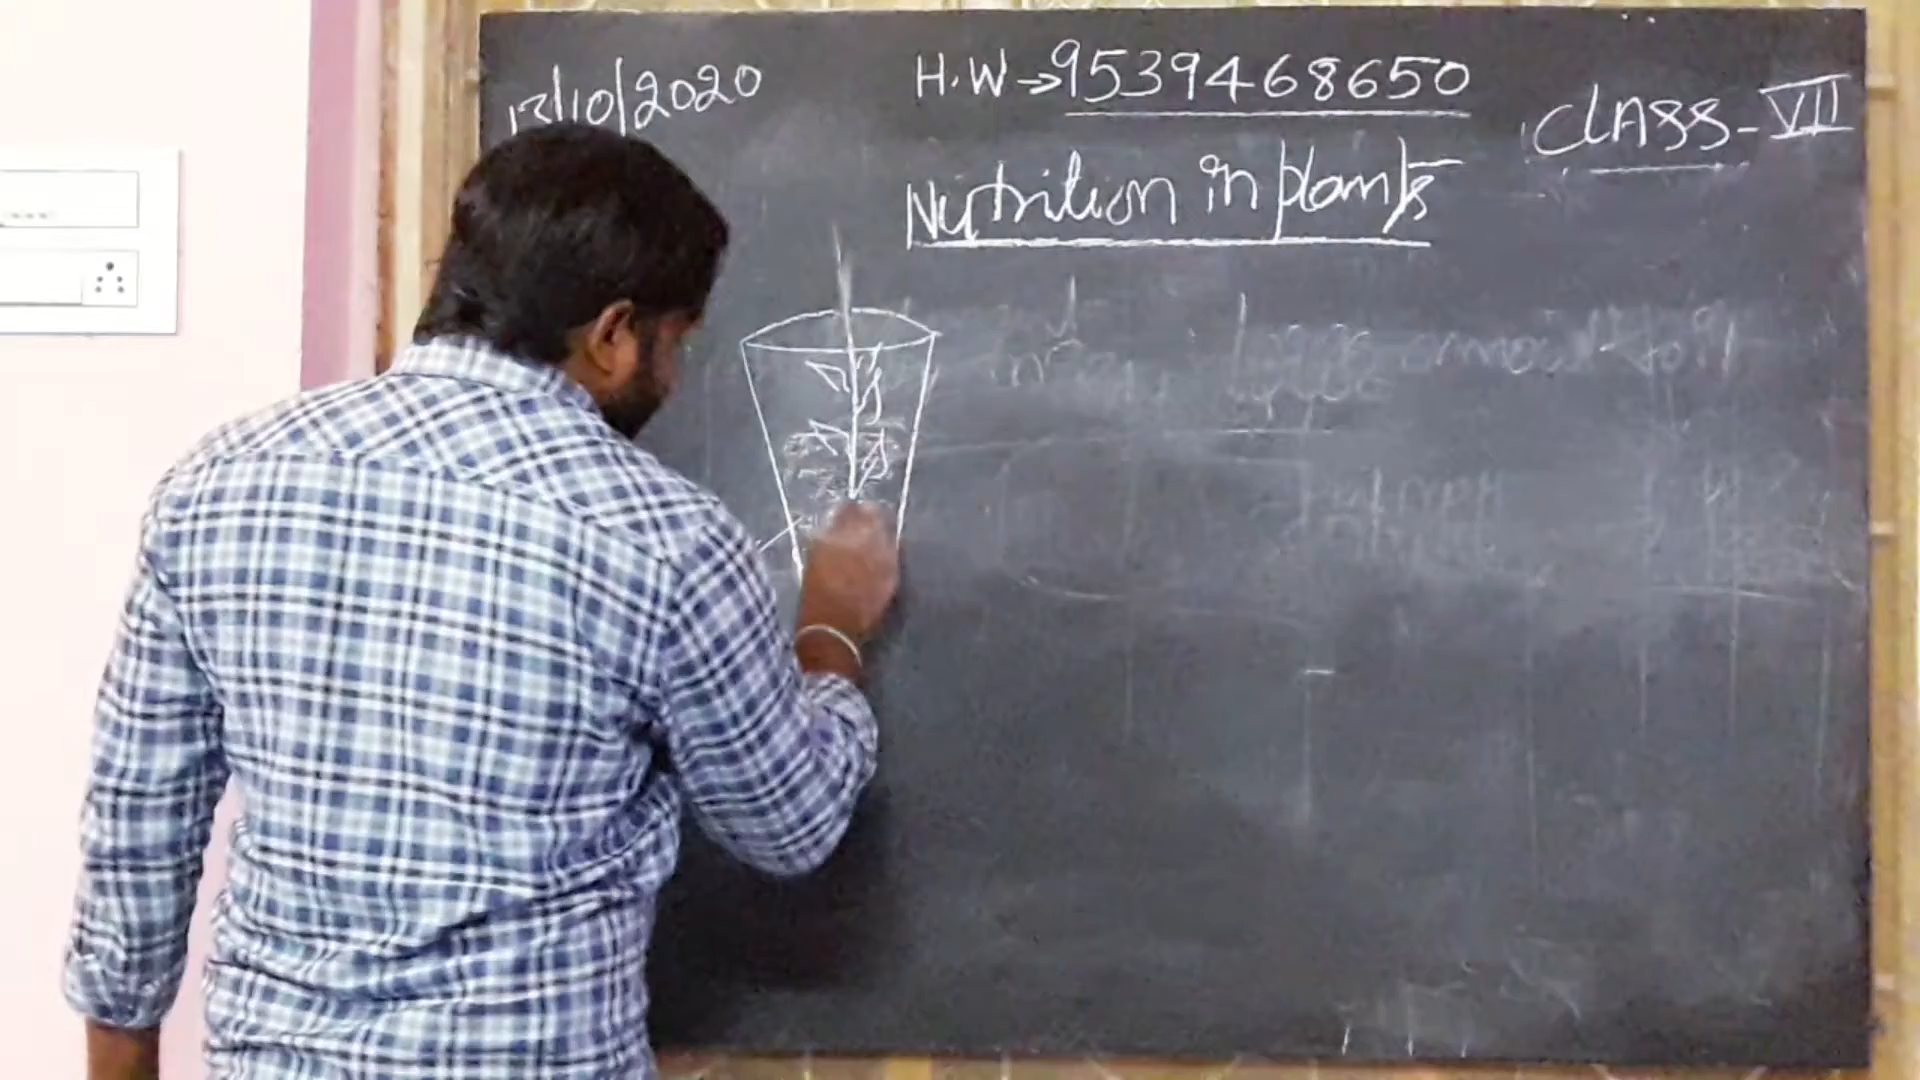 13/10/2020
H.W → 9539468650
CLASS - VII
Nutrition in plants